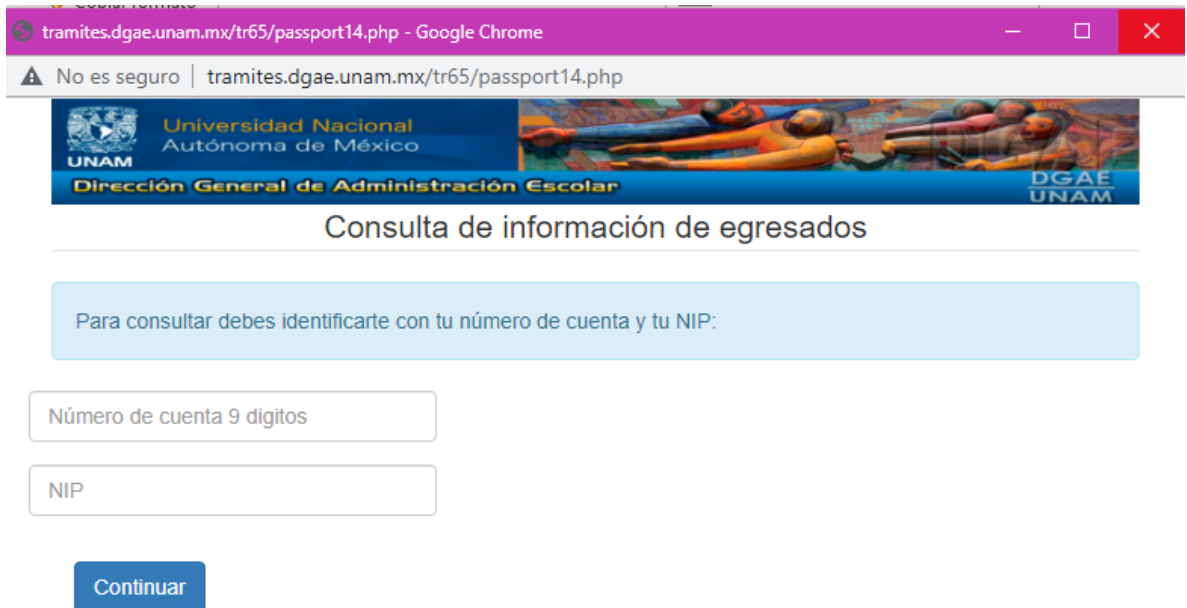 Copiar formato
tramites.dgae.unam.mx/tr65/passport14.php - Google Chrome
No es seguro | tramites.dgae.unam.mx/tr65/passport14.php
Universidad Nacional
Autónoma de México
UNAM
Dirección General de Administración Escolar
DGAE
UNAM
Consulta de información de egresados
Para consultar debes identificarte con tu número de cuenta y tu NIP:
Número de cuenta 9 digitos
NIP
Continuar